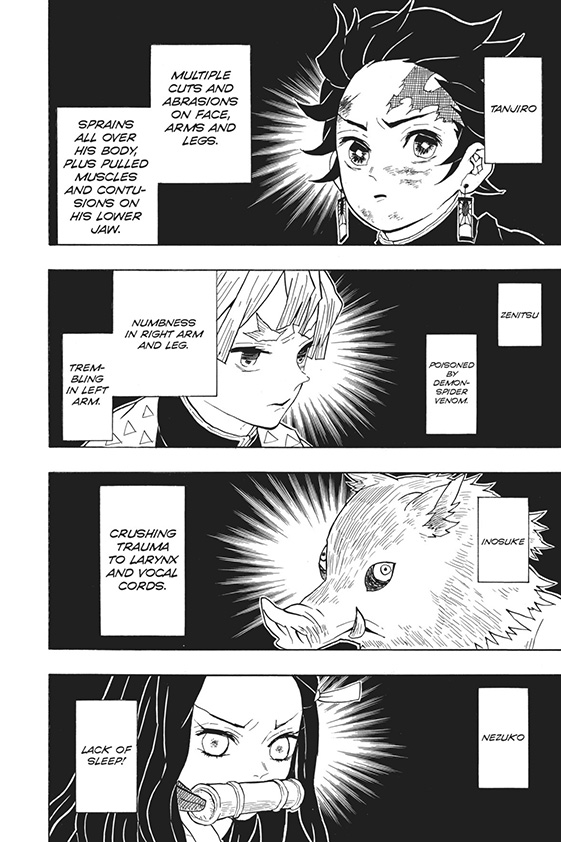 TANJIRO
MULTIPLE
CUTS AND
ABRASIONS
ON FACE,
ARMS AND
LEGS.
SPRAINS
ALL OVER
HIS BODY,
PLUS PULLED
MUSCLES
AND CONTU-
SIONS ON
HIS LOWER
JAW.
ZENITSU
POISONED
BY
DEMON-
SPIDER
VENOM.
NUMBNESS
IN RIGHT ARM
AND LEG.
TREM-
BLING
IN LEFT
ARM.
INOSUKE
CRUSHING
TRAUMA
TO LARYNX
AND VOCAL
CORDS.
NEZUKO
LACK OF
SLEEP!